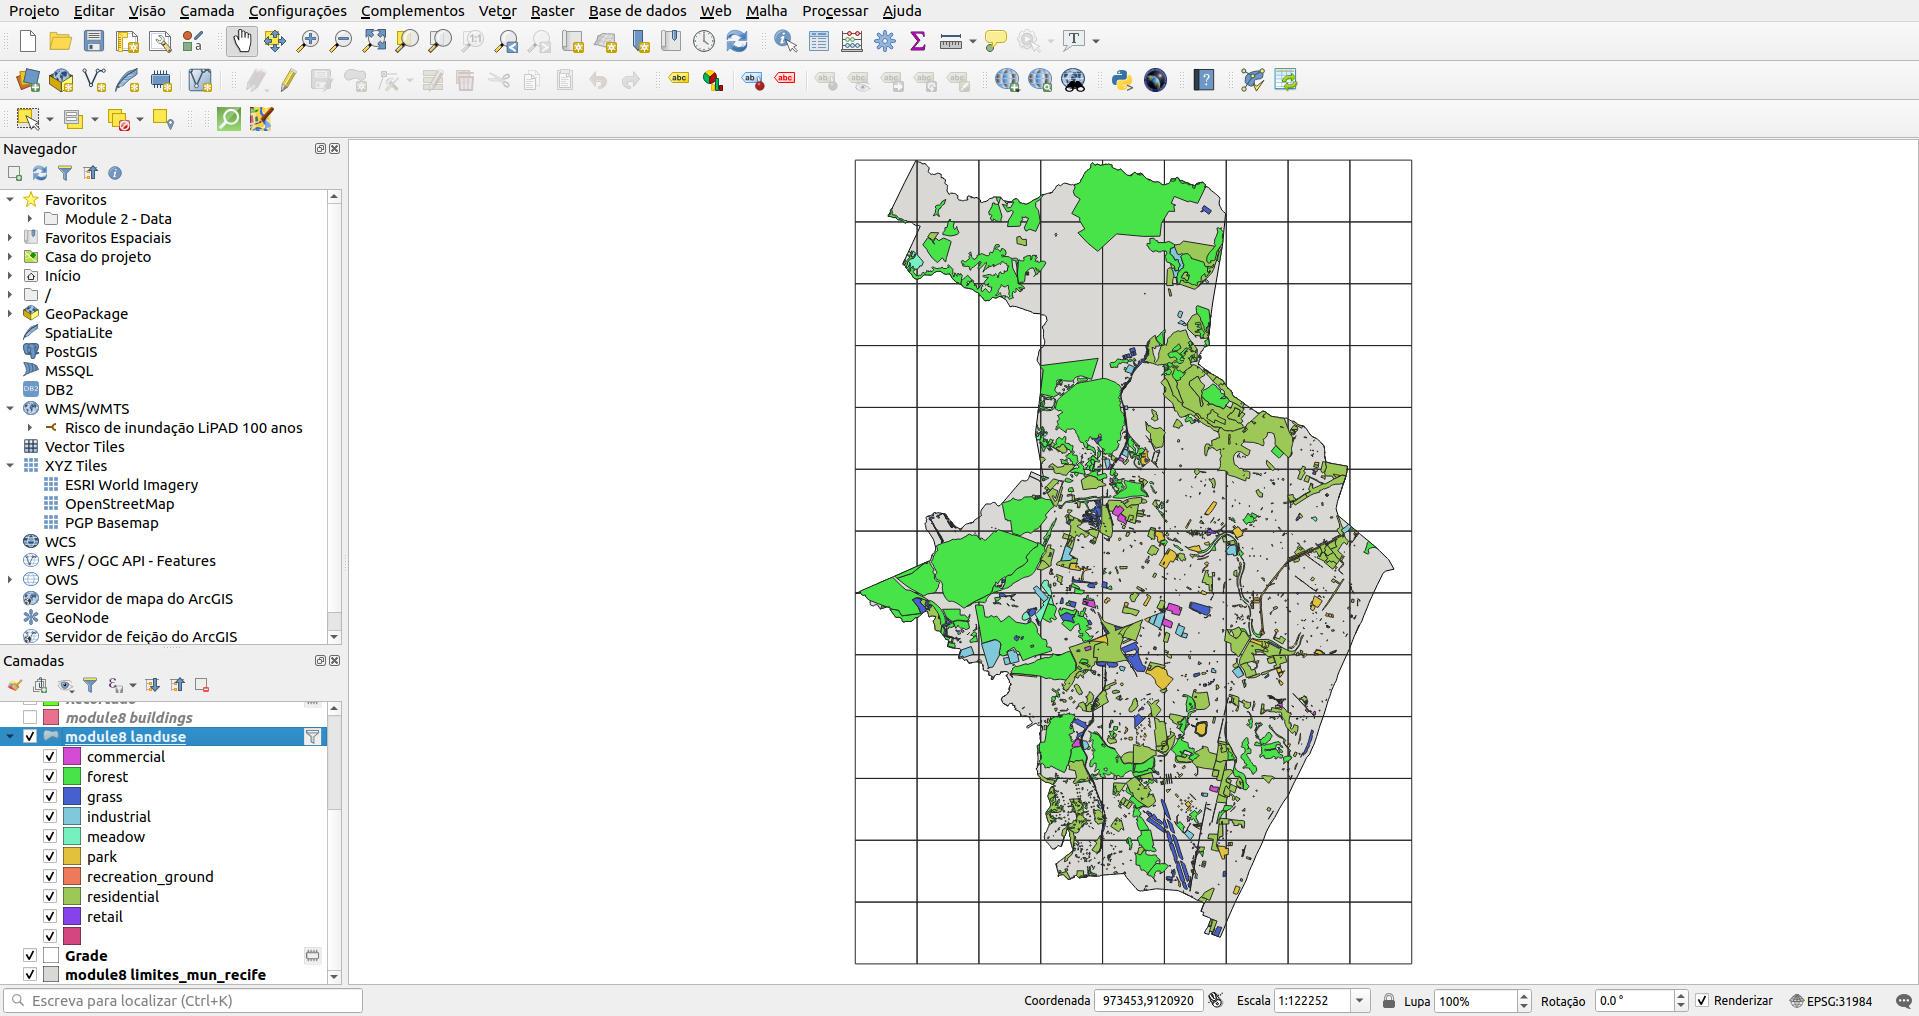 Projeto Editar Visão Camada Configurações Complementos Vetor Raster Base de dados Web Malha Processar Ajuda
Navegador
Favoritos
Module 2 - Data
Favoritos Espaciais
Casa do projeto
Início
/
GeoPackage
SpatiaLite
PostGIS
MSSQL
DB2
WMS/WMTS
Risco de inundação LiPAD 100 anos
Vector Tiles
XYZ Tiles
ESRI World Imagery
OpenStreetMap
PGP Basemap
WCS
WFS / OGC API - Features
OWS
Servidor de mapa do ArcGIS
GeoNode
Servidor de feição do ArcGIS
Camadas
module8 buildings
module8 landuse
commercial
forest
grass
industrial
meadow
park
recreation_ground
residential
retail
Grade
module8 limites_mun_recife
Escreva para localizar (Ctrl+K)
Coordenada 973453,9120920 Escala 1:122252 Lupa 100% Rotação 0.0 ° Renderizar EPSG:31984